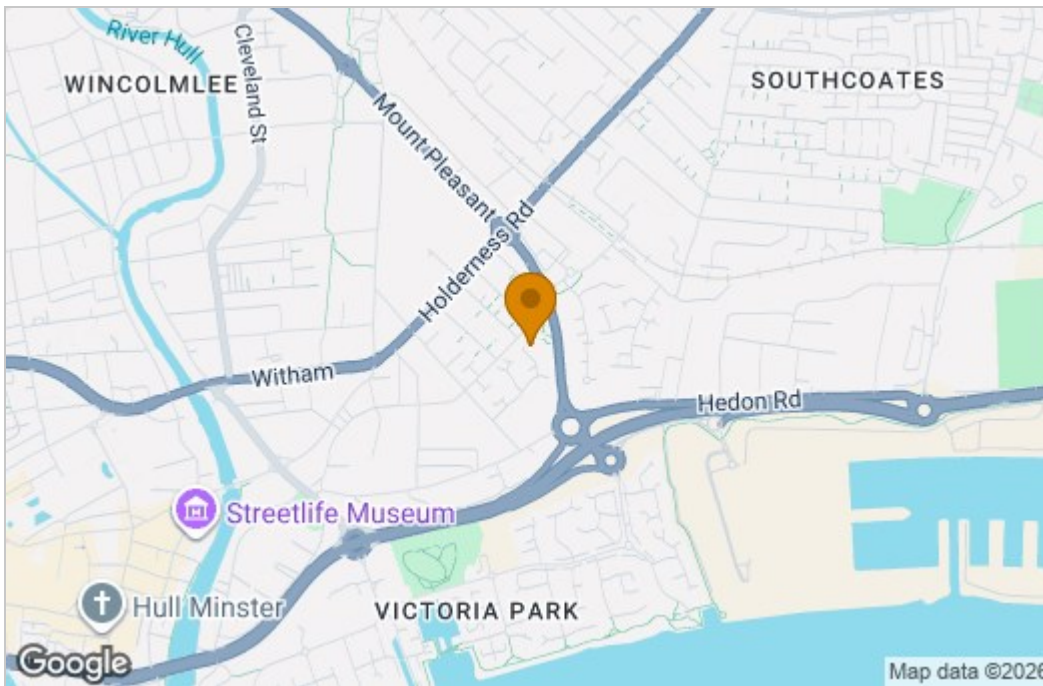 River Hull
Cleveland St
WINCOLMLEE
SOUTHCOATES
Mount Pleasant
Holderness Rd
Witham
Hedon Rd
Streetlife Museum
Hull Minster
VICTORIA PARK
Google
Map data ©2026